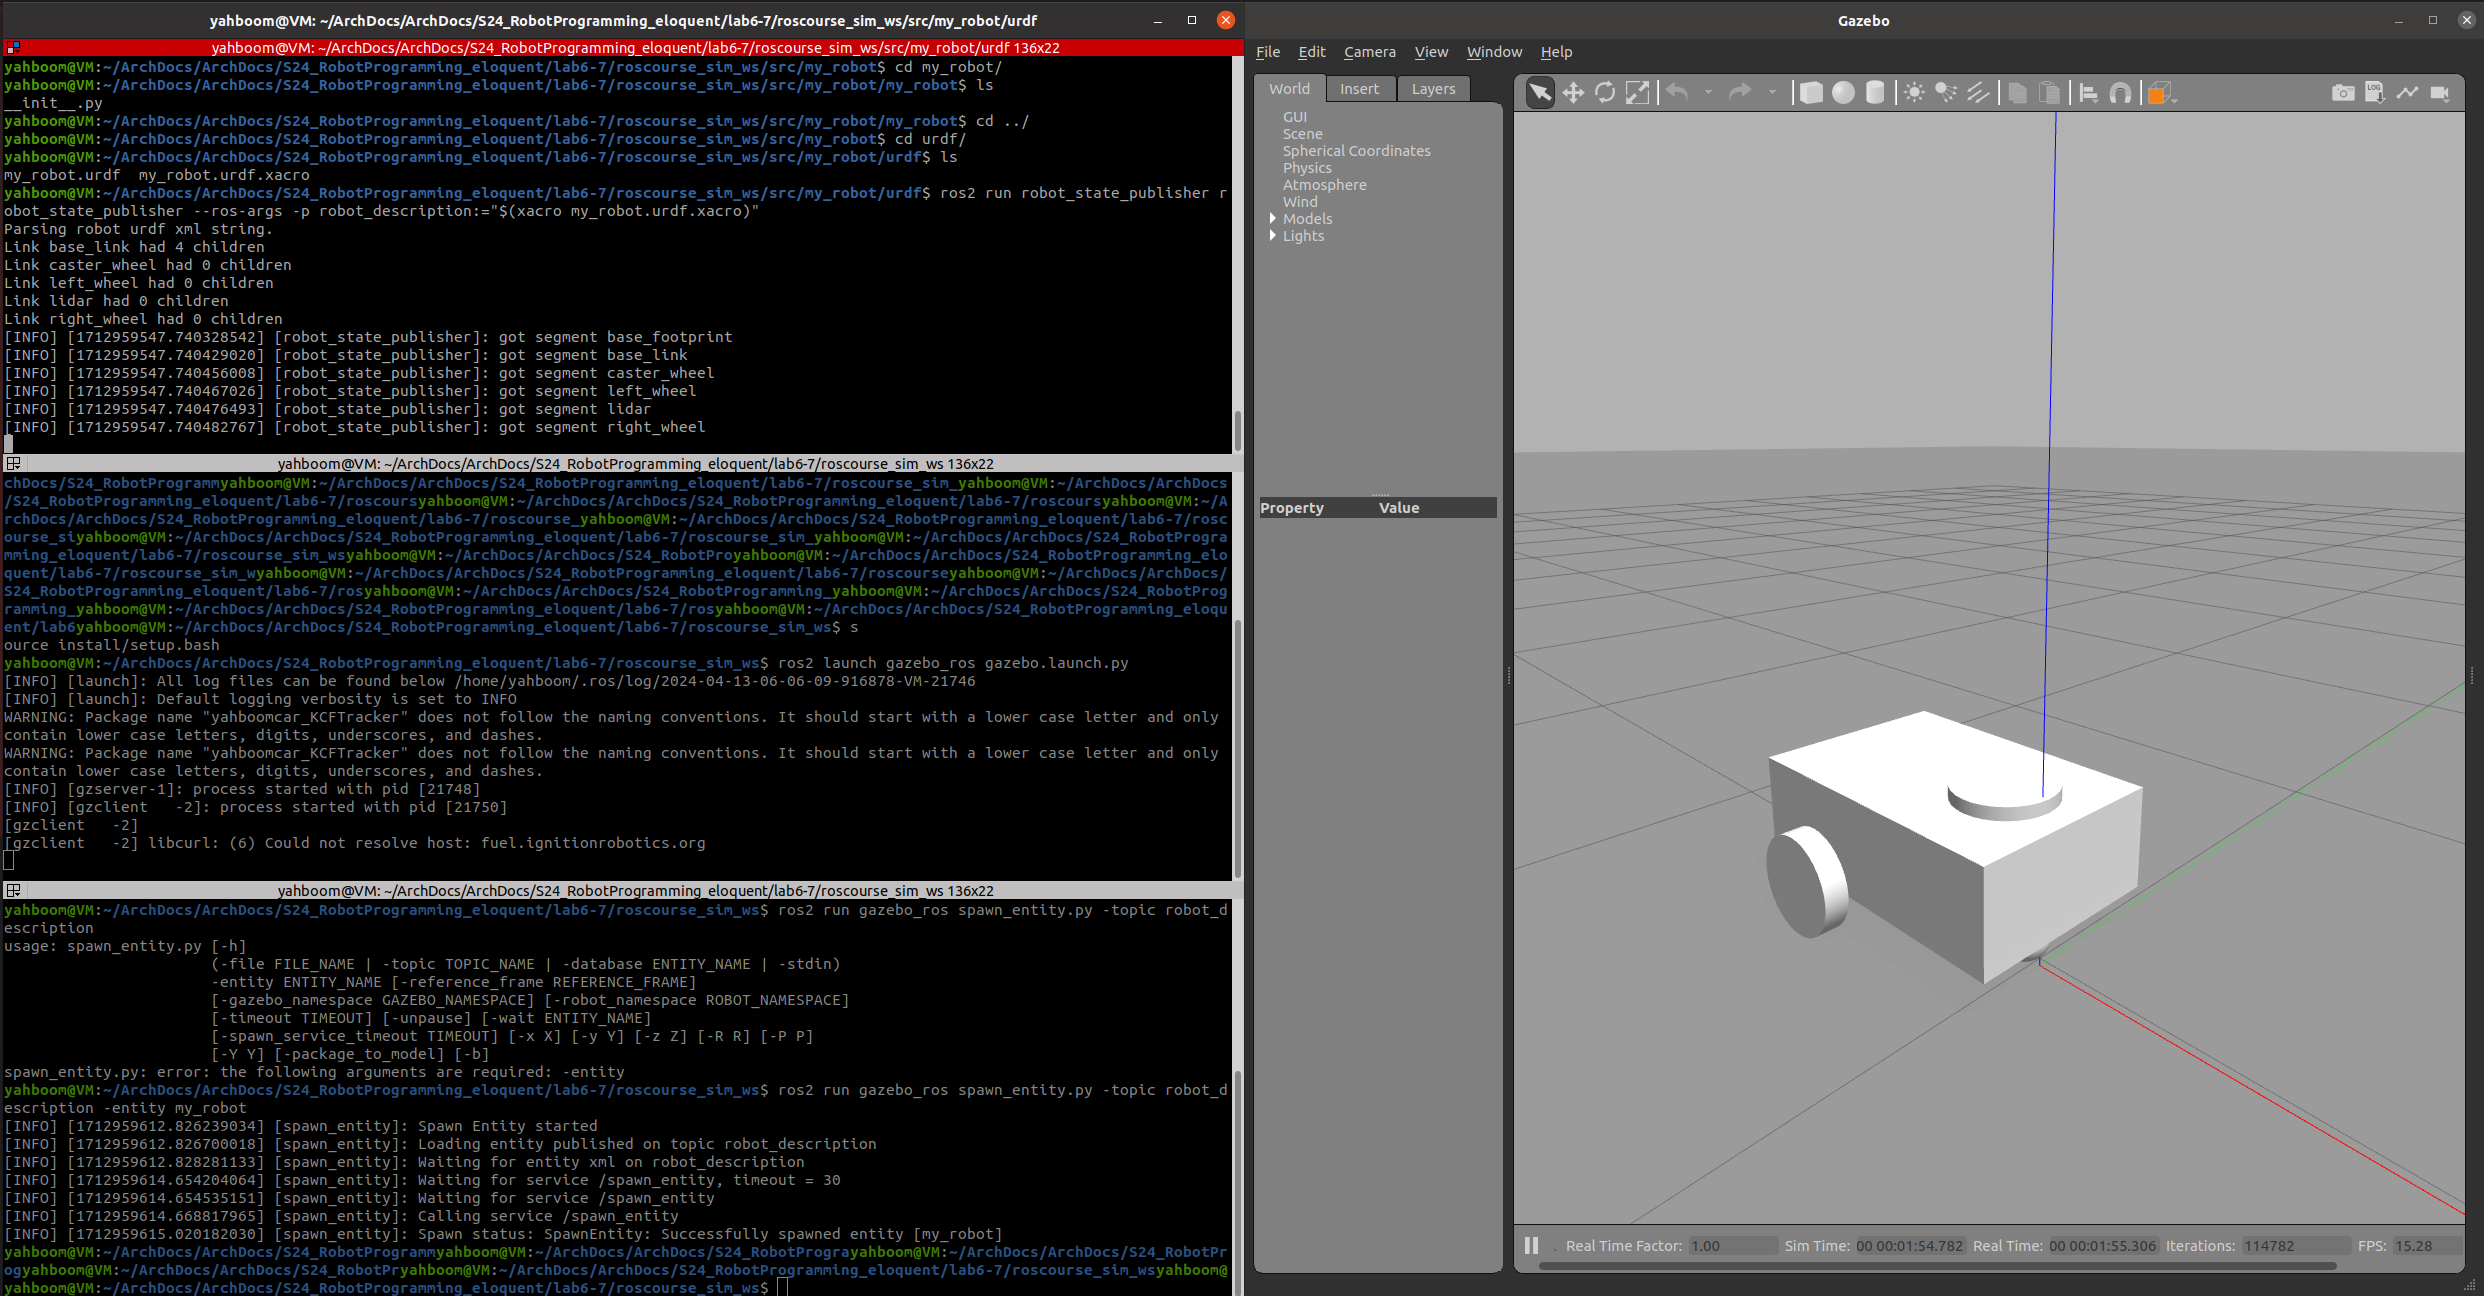 yahboom@VM: ~/ArchDocs/ArchDocs/S24_RobotProgramming_eloquent/lab6-7/roscourse_sim_ws/src/my_robot/urdf
yahboom@VM: ~/ArchDocs/ArchDocs/S24_RobotProgramming_eloquent/lab6-7/roscourse_sim_ws/src/my_robot/urdf 136x22
yahboom@VM:~/ArchDocs/ArchDocs/S24_RobotProgramming_eloquent/lab6-7/roscourse_sim_ws/src/my_robot$ cd my_robot/
yahboom@VM:~/ArchDocs/ArchDocs/S24_RobotProgramming_eloquent/lab6-7/roscourse_sim_ws/src/my_robot/my_robot$ ls
__init__.py
yahboom@VM:~/ArchDocs/ArchDocs/S24_RobotProgramming_eloquent/lab6-7/roscourse_sim_ws/src/my_robot/my_robot$ cd ../
yahboom@VM:~/ArchDocs/ArchDocs/S24_RobotProgramming_eloquent/lab6-7/roscourse_sim_ws/src/my_robot$ cd urdf/
yahboom@VM:~/ArchDocs/ArchDocs/S24_RobotProgramming_eloquent/lab6-7/roscourse_sim_ws/src/my_robot/urdf$ ls
my_robot.urdf  my_robot.urdf.xacro
yahboom@VM:~/ArchDocs/ArchDocs/S24_RobotProgramming_eloquent/lab6-7/roscourse_sim_ws/src/my_robot/urdf$ ros2 run robot_state_publisher r
obot_state_publisher --ros-args -p robot_description:="$(xacro my_robot.urdf.xacro)"
Parsing robot urdf xml string.
Link base_link had 4 children
Link caster_wheel had 0 children
Link left_wheel had 0 children
Link lidar had 0 children
Link right_wheel had 0 children
[INFO] [1712959547.740328542] [robot_state_publisher]: got segment base_footprint
[INFO] [1712959547.740429020] [robot_state_publisher]: got segment base_link
[INFO] [1712959547.740456008] [robot_state_publisher]: got segment caster_wheel
[INFO] [1712959547.740467026] [robot_state_publisher]: got segment left_wheel
[INFO] [1712959547.740476493] [robot_state_publisher]: got segment lidar
[INFO] [1712959547.740482767] [robot_state_publisher]: got segment right_wheel
yahboom@VM: ~/ArchDocs/ArchDocs/S24_RobotProgramming_eloquent/lab6-7/roscourse_sim_ws 136x22
chDocs/S24_RobotProgrammyahboom@VM:~/ArchDocs/ArchDocs/S24_RobotProgramming_eloquent/lab6-7/roscourse_sim_yahboom@VM:~/ArchDocs/ArchDocs
/S24_RobotProgramming_eloquent/lab6-7/roscoursyahboom@VM:~/ArchDocs/ArchDocs/S24_RobotProgramming_eloquent/lab6-7/roscoursyahboom@VM:~/A
rchDocs/ArchDocs/S24_RobotProgramming_eloquent/lab6-7/roscourse_yahboom@VM:~/ArchDocs/ArchDocs/S24_RobotProgramming_eloquent/lab6-7/rosc
ourse_siyahboom@VM:~/ArchDocs/ArchDocs/S24_RobotProgramming_eloquent/lab6-7/roscourse_sim_yahboom@VM:~/ArchDocs/ArchDocs/S24_RobotProgra
mming_eloquent/lab6-7/roscourse_sim_wsyahboom@VM:~/ArchDocs/ArchDocs/S24_RobotProyahboom@VM:~/ArchDocs/ArchDocs/S24_RobotProgramming_elo
quent/lab6-7/roscourse_sim_wyahboom@VM:~/ArchDocs/ArchDocs/S24_RobotProgramming_eloquent/lab6-7/roscourseyahboom@VM:~/ArchDocs/ArchDocs/
S24_RobotProgramming_eloquent/lab6-7/rosyahboom@VM:~/ArchDocs/ArchDocs/S24_RobotProgramming_yahboom@VM:~/ArchDocs/ArchDocs/S24_RobotProg
ramming_yahboom@VM:~/ArchDocs/ArchDocs/S24_RobotProgramming_eloquent/lab6-7/rosyahboom@VM:~/ArchDocs/ArchDocs/S24_RobotProgramming_eloqu
ent/lab6yahboom@VM:~/ArchDocs/ArchDocs/S24_RobotProgramming_eloquent/lab6-7/roscourse_sim_ws$ s
ource install/setup.bash
yahboom@VM:~/ArchDocs/ArchDocs/S24_RobotProgramming_eloquent/lab6-7/roscourse_sim_ws$ ros2 launch gazebo_ros gazebo.launch.py
[INFO] [launch]: All log files can be found below /home/yahboom/.ros/log/2024-04-13-06-06-09-916878-VM-21746
[INFO] [launch]: Default logging verbosity is set to INFO
WARNING: Package name "yahboomcar_KCFTracker" does not follow the naming conventions. It should start with a lower case letter and only
contain lower case letters, digits, underscores, and dashes.
WARNING: Package name "yahboomcar_KCFTracker" does not follow the naming conventions. It should start with a lower case letter and only
contain lower case letters, digits, underscores, and dashes.
[INFO] [gzserver-1]: process started with pid [21748]
[INFO] [gzclient   -2]: process started with pid [21750]
[gzclient   -2]
[gzclient   -2] libcurl: (6) Could not resolve host: fuel.ignitionrobotics.org
yahboom@VM: ~/ArchDocs/ArchDocs/S24_RobotProgramming_eloquent/lab6-7/roscourse_sim_ws 136x22
yahboom@VM:~/ArchDocs/ArchDocs/S24_RobotProgramming_eloquent/lab6-7/roscourse_sim_ws$ ros2 run gazebo_ros spawn_entity.py -topic robot_d
escription
usage: spawn_entity.py [-h]
(-file FILE_NAME | -topic TOPIC_NAME | -database ENTITY_NAME | -stdin)
-entity ENTITY_NAME [-reference_frame REFERENCE_FRAME]
[-gazebo_namespace GAZEBO_NAMESPACE] [-robot_namespace ROBOT_NAMESPACE]
[-timeout TIMEOUT] [-unpause] [-wait ENTITY_NAME]
[-spawn_service_timeout TIMEOUT] [-x X] [-y Y] [-z Z] [-R R] [-P P]
[-Y Y] [-package_to_model] [-b]
spawn_entity.py: error: the following arguments are required: -entity
yahboom@VM:~/ArchDocs/ArchDocs/S24_RobotProgramming_eloquent/lab6-7/roscourse_sim_ws$ ros2 run gazebo_ros spawn_entity.py -topic robot_d
escription -entity my_robot
[INFO] [1712959612.826239034] [spawn_entity]: Spawn Entity started
[INFO] [1712959612.826700018] [spawn_entity]: Loading entity published on topic robot_description
[INFO] [1712959612.828281133] [spawn_entity]: Waiting for entity xml on robot_description
[INFO] [1712959614.654204064] [spawn_entity]: Waiting for service /spawn_entity, timeout = 30
[INFO] [1712959614.654535151] [spawn_entity]: Waiting for service /spawn_entity
[INFO] [1712959614.668817965] [spawn_entity]: Calling service /spawn_entity
[INFO] [1712959615.020182030] [spawn_entity]: Spawn status: SpawnEntity: Successfully spawned entity [my_robot]
yahboom@VM:~/ArchDocs/ArchDocs/S24_RobotProgrammyahboom@VM:~/ArchDocs/ArchDocs/S24_RobotPrograyahboom@VM:~/ArchDocs/ArchDocs/S24_RobotPr
ogyahboom@VM:~/ArchDocs/ArchDocs/S24_RobotPryahboom@VM:~/ArchDocs/ArchDocs/S24_RobotProgramming_eloquent/lab6-7/roscourse_sim_wsyahboom@
yahboom@VM:~/ArchDocs/ArchDocs/S24_RobotProgramming_eloquent/lab6-7/roscourse_sim_ws$
Gazebo
File Edit Camera View Window Help
World Insert Layers
LOG
GUI
Scene
Spherical Coordinates
Physics
Atmosphere
Wind
Models
Lights
Property Value
Real Time Factor: 1.00 Sim Time: 00 00:01:54.782 Real Time: 00 00:01:55.306 Iterations: 114782 FPS: 15.28